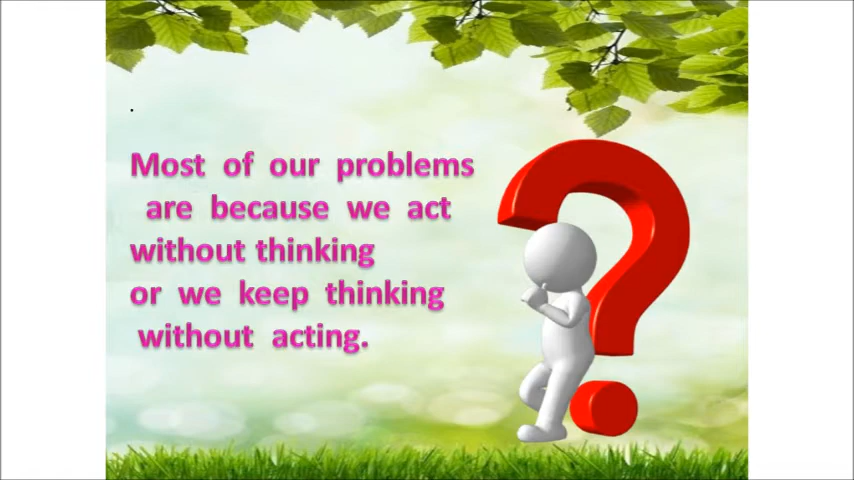 .
Most of our problems
are because we act
without thinking
or we keep thinking
without acting.